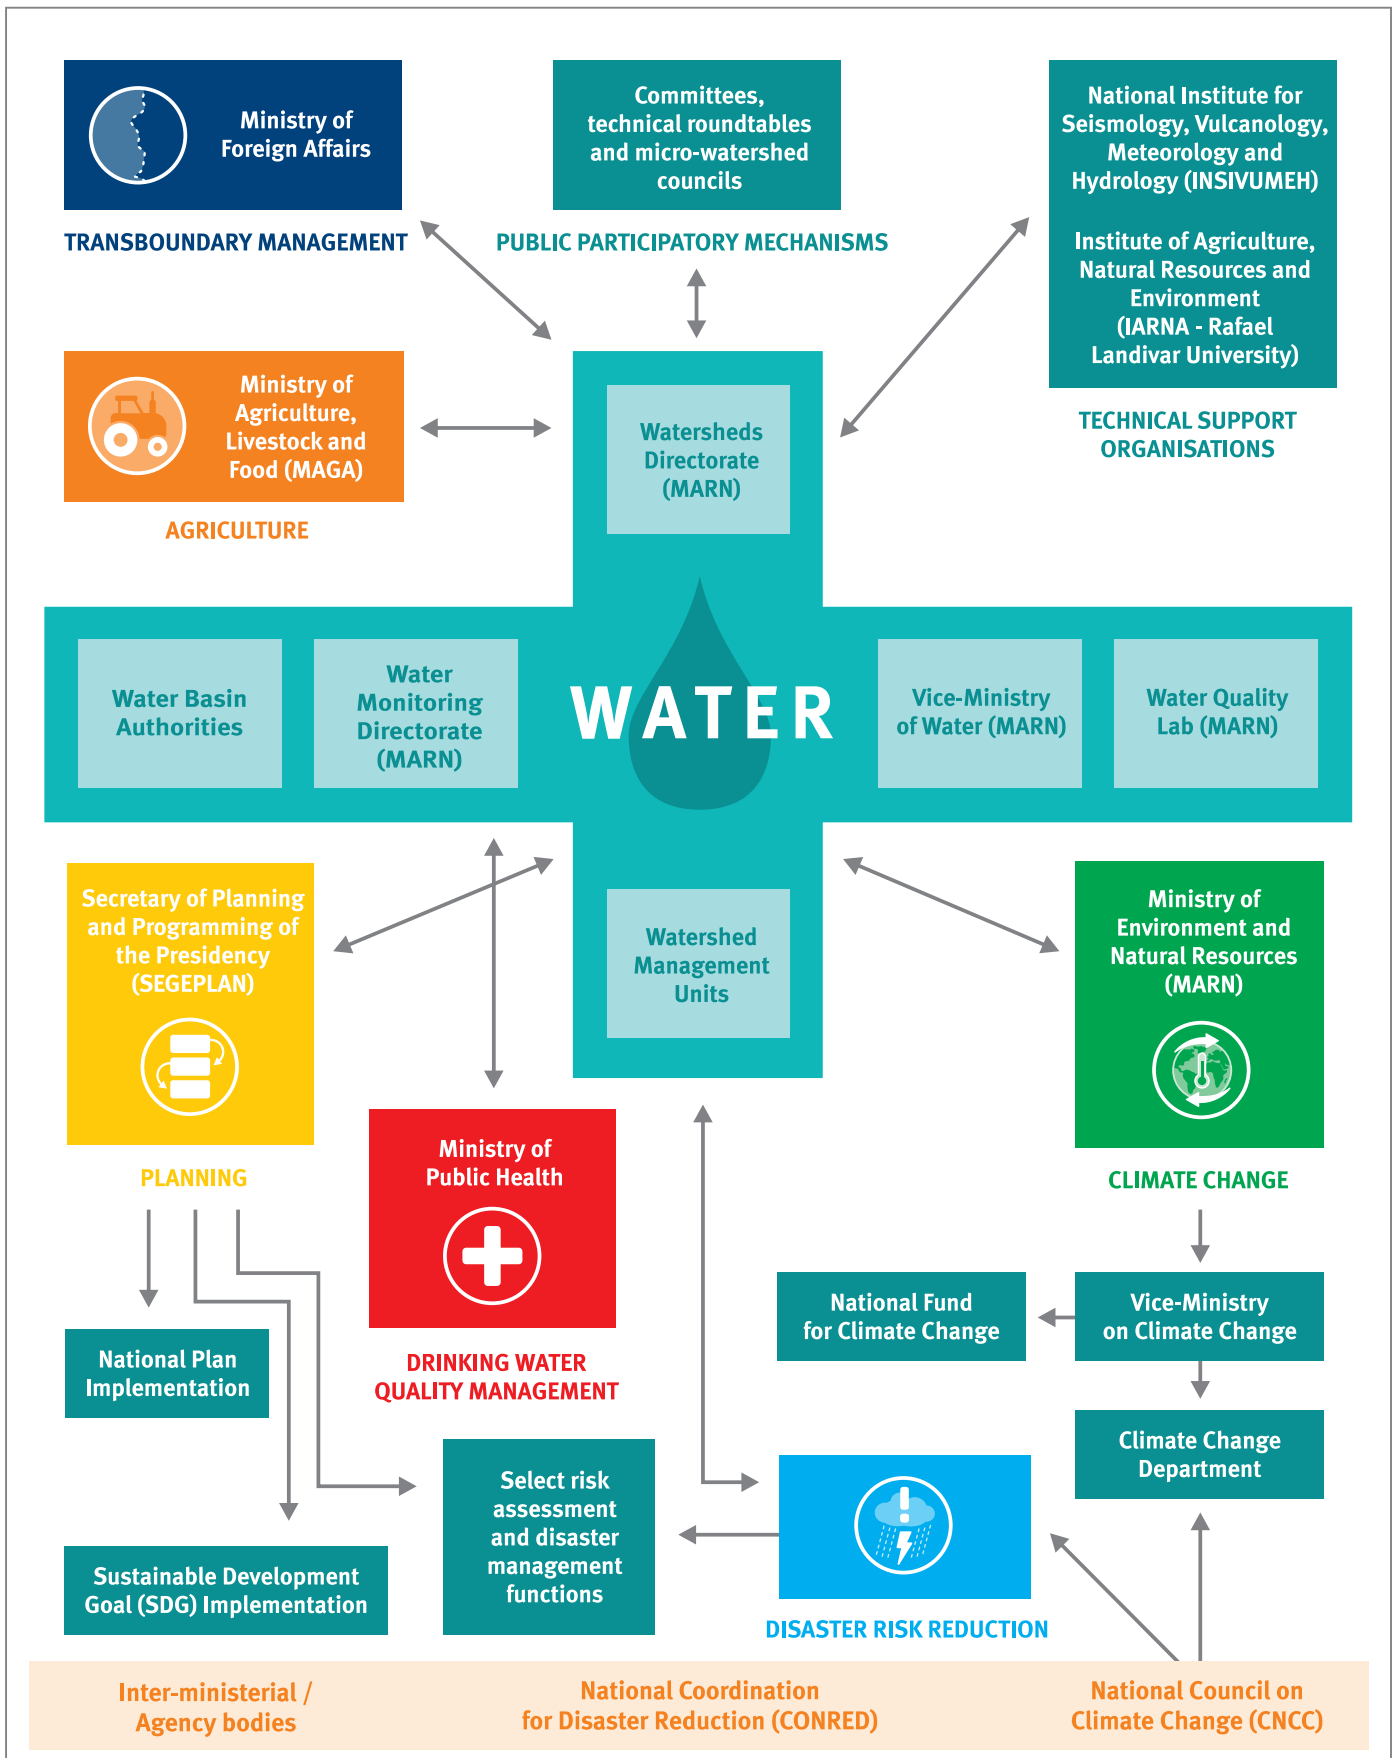 Ministry of
Foreign Affairs
TRANSBOUNDARY MANAGEMENT
Committees,
technical roundtables
and micro-watershed
councils
PUBLIC PARTICIPATORY MECHANISMS
National Institute for
Seismology, Vulcanology,
Meteorology and
Hydrology (INSIVUMEH)
Institute of Agriculture,
Natural Resources and
Environment
(IARNA - Rafael
Landivar University)
TECHNICAL SUPPORT
ORGANISATIONS
Ministry of
Agriculture,
Livestock and
Food (MAGA)
AGRICULTURE
Watersheds
Directorate
(MARN)
Water Basin
Authorities
Water
Monitoring
Directorate
(MARN)
WATER
Vice-Ministry
of Water (MARN)
Water Quality
Lab (MARN)
Watershed
Management
Units
Secretary of Planning
and Programming of
the Presidency
(SEGEPLAN)
PLANNING
Ministry of
Public Health
DRINKING WATER
QUALITY MANAGEMENT
Ministry of
Environment and
Natural Resources
(MARN)
CLIMATE CHANGE
National Fund
for Climate Change
Vice-Ministry
on Climate Change
Climate Change
Department
National Plan
Implementation
Sustainable Development
Goal (SDG) Implementation
Select risk
assessment
and disaster
management
functions
DISASTER RISK REDUCTION
Inter-ministerial /
Agency bodies
National Coordination
for Disaster Reduction (CONRED)
National Council on
Climate Change (CNCC)